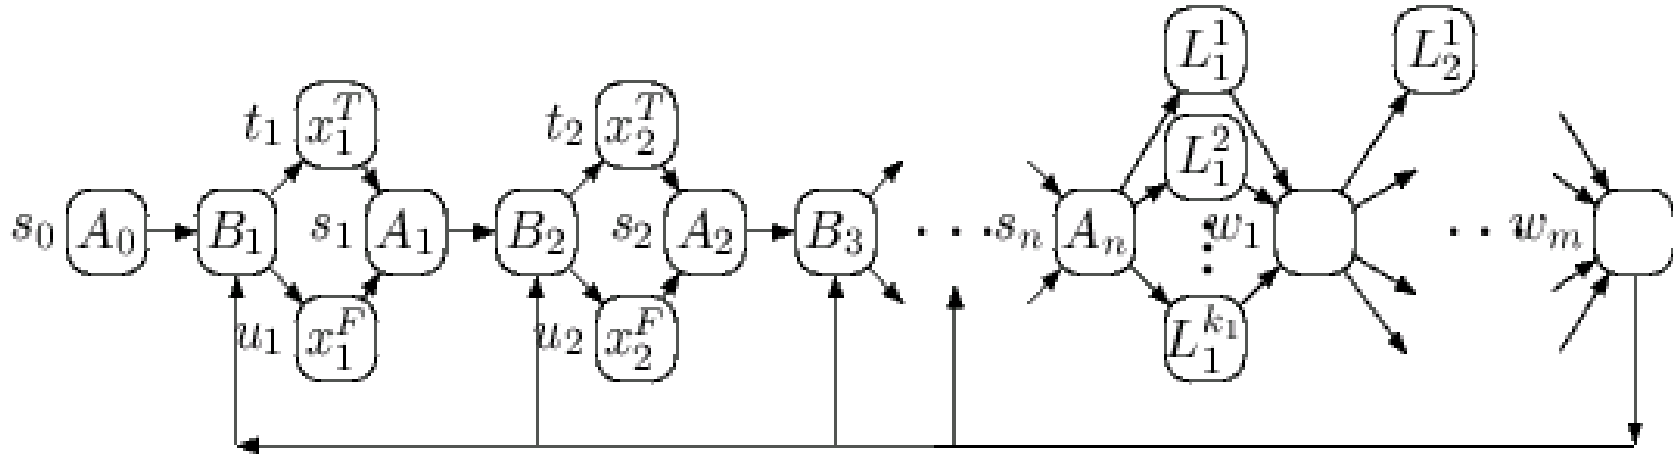 L_1^1 L_2^1
t_1 x_1^T t_2 x_2^T L_1^2
s_0 A_0 B_1 s_1 A_1 B_2 s_2 A_2 B_3 · · · s_n A_n ⋮ w_1 · · w_m
u_1 x_1^F u_2 x_2^F L_1^{k_1}